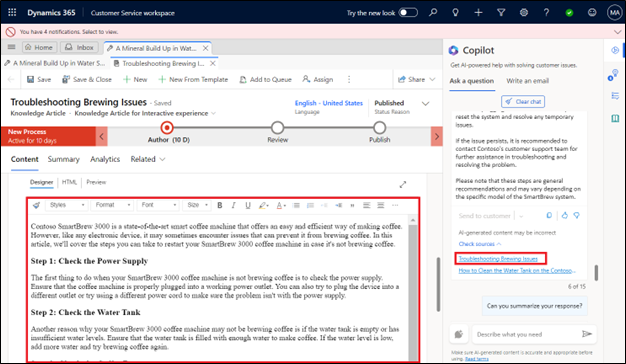 Dynamics 365
Customer Service workspace
Try the new look
MA
You have 4 notifications. Select to view.
Home
Inbox
A Mineral Build Up in Water ...
A Mineral Build Up in Water S...
Troubleshooting Brewing I...
Save
Save & Close
New
New From Template
Add to Queue
Assign
Share
Troubleshooting Brewing Issues - Saved
Knowledge Article · Knowledge Article for Interactive experience
English - United States
Language
Published
Status Reason
New Process
Active for 10 days
Author (10 D)
Review
Publish
Content
Summary
Analytics
Related
Designer
HTML
Preview
Styles
Format
Font
Size
B
I
U
Contoso SmartBrew 3000 is a state-of-the-art smart coffee machine that offers an easy and efficient way of making coffee.
However, like any electronic device, it may sometimes encounter issues that can prevent it from brewing coffee. In this
article, we'll cover the steps you can take to restart your SmartBrew 3000 coffee machine in case it's not brewing coffee.
Step 1: Check the Power Supply
The first thing to do when your SmartBrew 3000 coffee machine is not brewing coffee is to check the power supply.
Ensure that the coffee machine is properly plugged into a working power outlet. You can also try to plug the device into a
different outlet or try using a different power cord to make sure the problem isn't with the power supply.
Step 2: Check the Water Tank
Another reason why your SmartBrew 3000 coffee machine may not be brewing coffee is if the water tank is empty or has
insufficient water levels. Ensure that the water tank is filled with enough water to make coffee. If the water level is low,
add more water and try brewing coffee again.
Copilot
Get AI-powered help with solving customer issues.
Ask a question
Write an email
Clear chat
reset the system and resolve any temporary
issues.
If the issue persists, it is recommended to
contact Contoso's customer support team for
further assistance in troubleshooting and
resolving the problem.
Please note that these steps are general
recommendations and may vary depending on
the specific model of the SmartBrew system.
Send to customer
AI-generated content may be incorrect
Check sources
Troubleshooting Brewing Issues
How to Clean the Water Tank on the Contoso...
6 of 15
Can you summarize your response?
Describe what you need
Make sure AI-generated content is accurate and appropriate before
using. Read terms